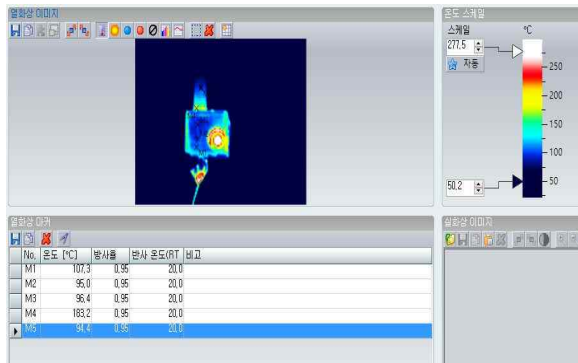 열화상 이미지
온도 스케일
스케일
°C
277,5
자동
250
200
150
100
50
50,2
열화상 마커
실화상 이미지
No, 온도 [°C] 방사율 반사 온도(RT 비고
M1 107,3 0,95 20,0
M2 95,0 0,95 20,0
M3 96,4 0,95 20,0
M4 183,2 0,95 20,0
M5 94,4 0,95 20,0